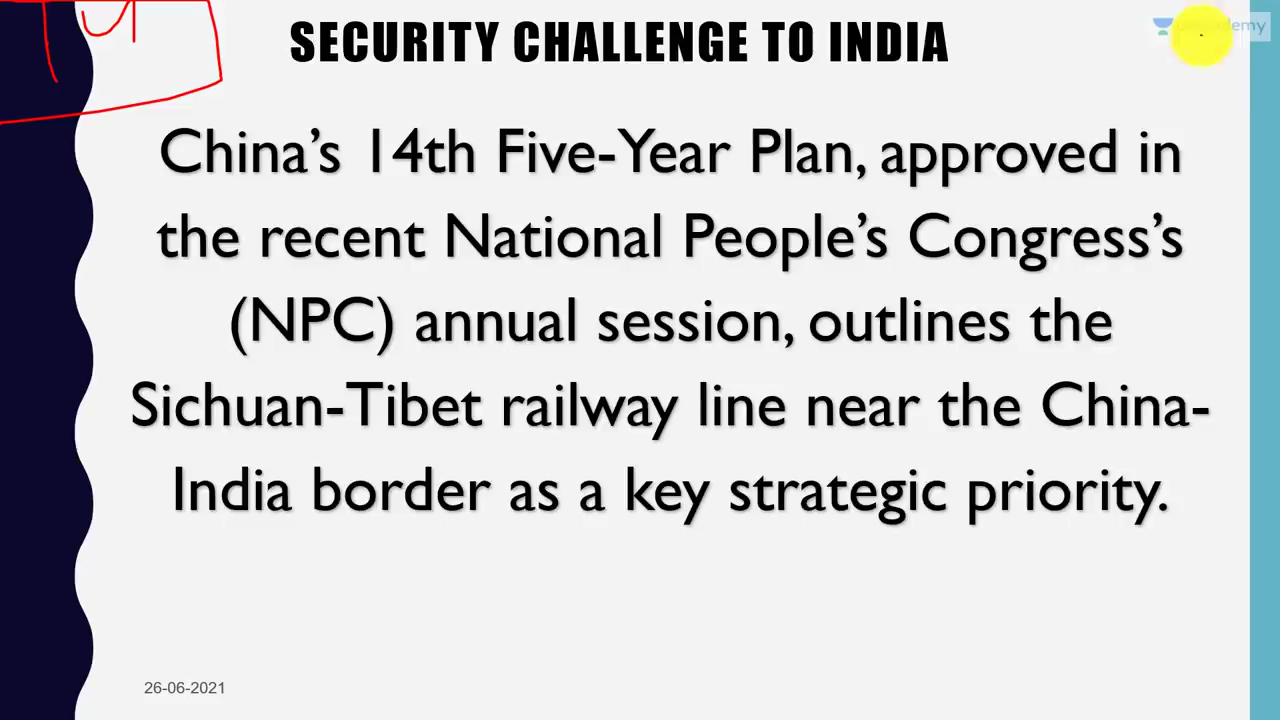 SECURITY CHALLENGE TO INDIA
China’s 14th Five-Year Plan, approved in
the recent National People’s Congress’s
(NPC) annual session, outlines the
Sichuan-Tibet railway line near the China-
India border as a key strategic priority.
26-06-2021